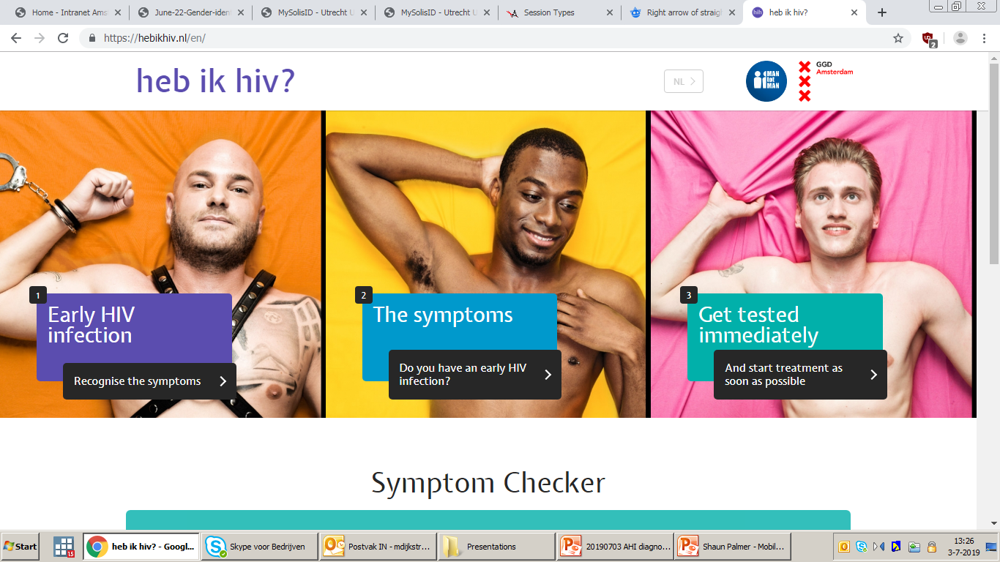 Home - Intranet Ams
June-22-Gender-iden
MySolisID - Utrecht U
MySolisID - Utrecht U
Session Types
Right arrow of straigh
heb ik hiv?
https://hebikhiv.nl/en/
2
heb ik hiv?
NL
MAN
tot
MAN
GGD
Amsterdam
1
Early HIV
infection
Recognise the symptoms
2
The symptoms
Do you have an early HIV
infection?
3
Get tested
immediately
And start treatment as
soon as possible
Symptom Checker
Start
15
heb ik hiv? - Googl...
Skype voor Bedrijven
Postvak IN - mdijkstr...
Presentations
20190703 AHI diagno...
Shaun Palmer - Mobil...
13:26
3-7-2019